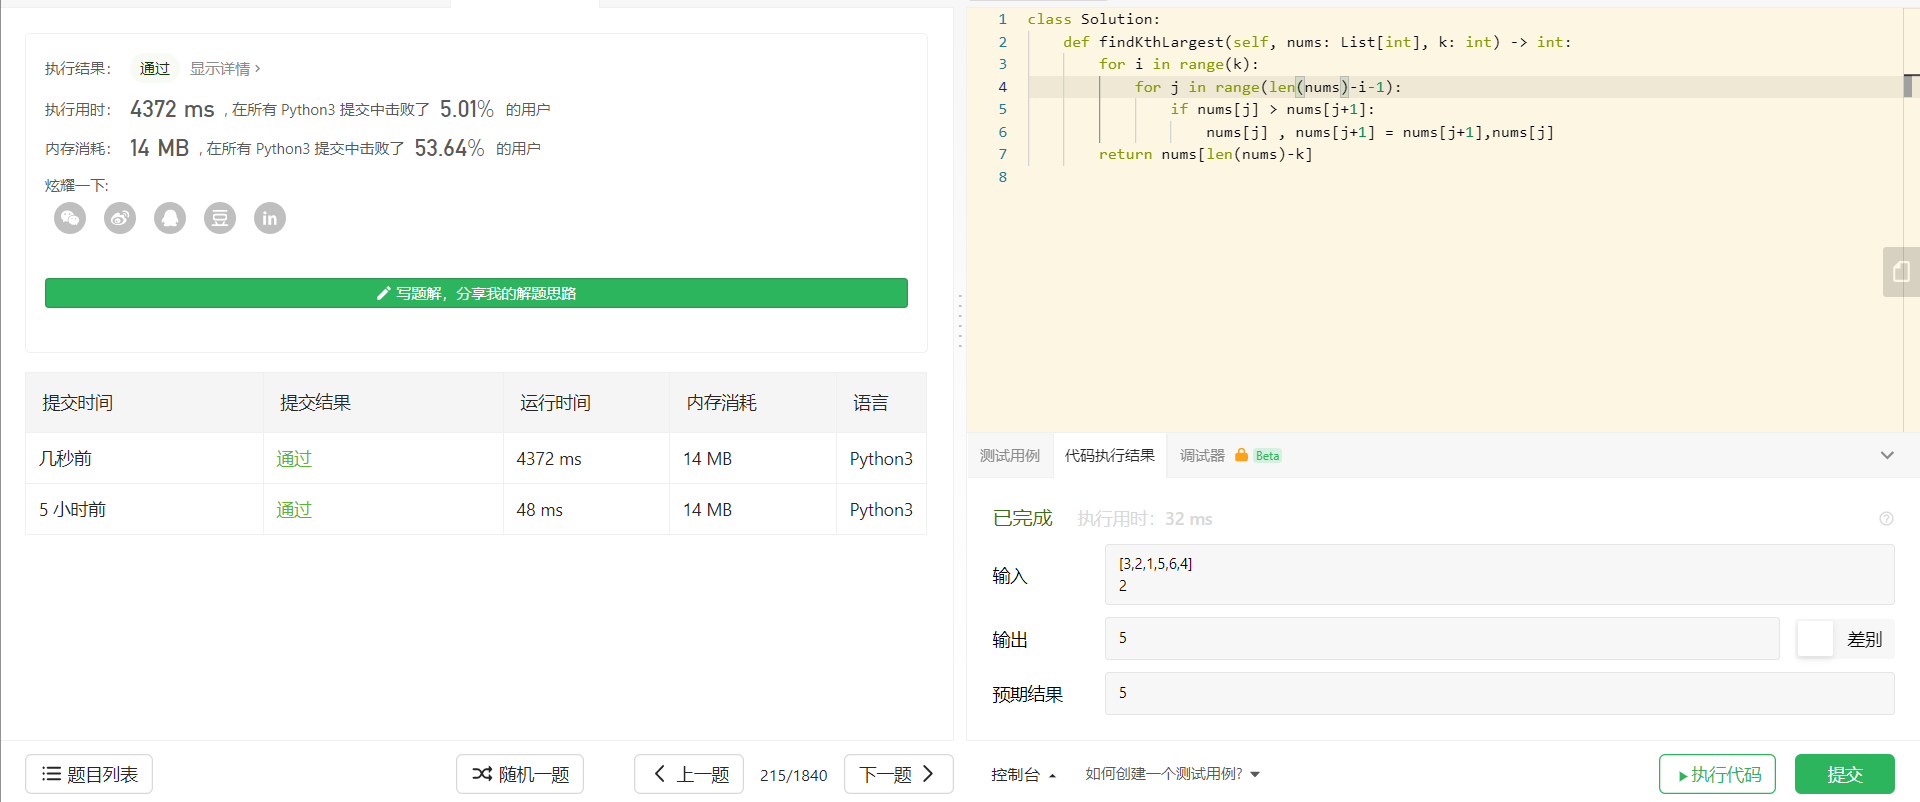 执行结果： 通过 显示详情 >
执行用时： 4372 ms , 在所有 Python3 提交中击败了 5.01% 的用户
内存消耗： 14 MB , 在所有 Python3 提交中击败了 53.64% 的用户
炫耀一下:
豆 in
写题解，分享我的解题思路
提交时间 提交结果 运行时间 内存消耗 语言
几秒前 通过 4372 ms 14 MB Python3
5 小时前 通过 48 ms 14 MB Python3
题目列表 随机一题 上一题 215/1840 下一题
1 class Solution:
2     def findKthLargest(self, nums: List[int], k: int) -> int:
3         for i in range(k):
4             for j in range(len(nums)-i-1):
5                 if nums[j] > nums[j+1]:
6                     nums[j] , nums[j+1] = nums[j+1],nums[j]
7         return nums[len(nums)-k]
8
测试用例 代码执行结果 调试器 Beta
已完成 执行用时：32 ms
输入 [3,2,1,5,6,4]
2
输出 5 差别
预期结果 5
控制台 如何创建一个测试用例? 执行代码 提交